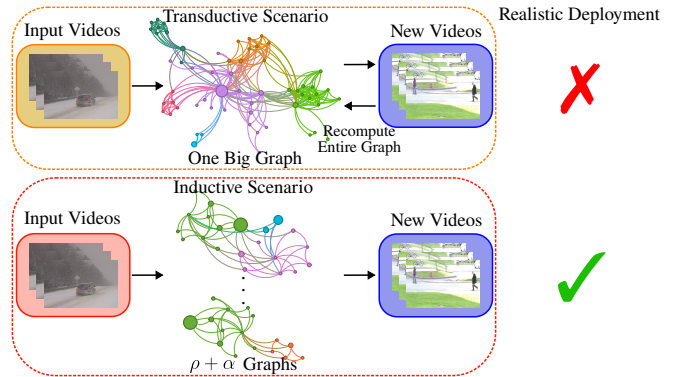 Transductive Scenario
Realistic Deployment
Input Videos
New Videos
Recompute
Entire Graph
One Big Graph
Inductive Scenario
Input Videos
New Videos
ρ + α Graphs